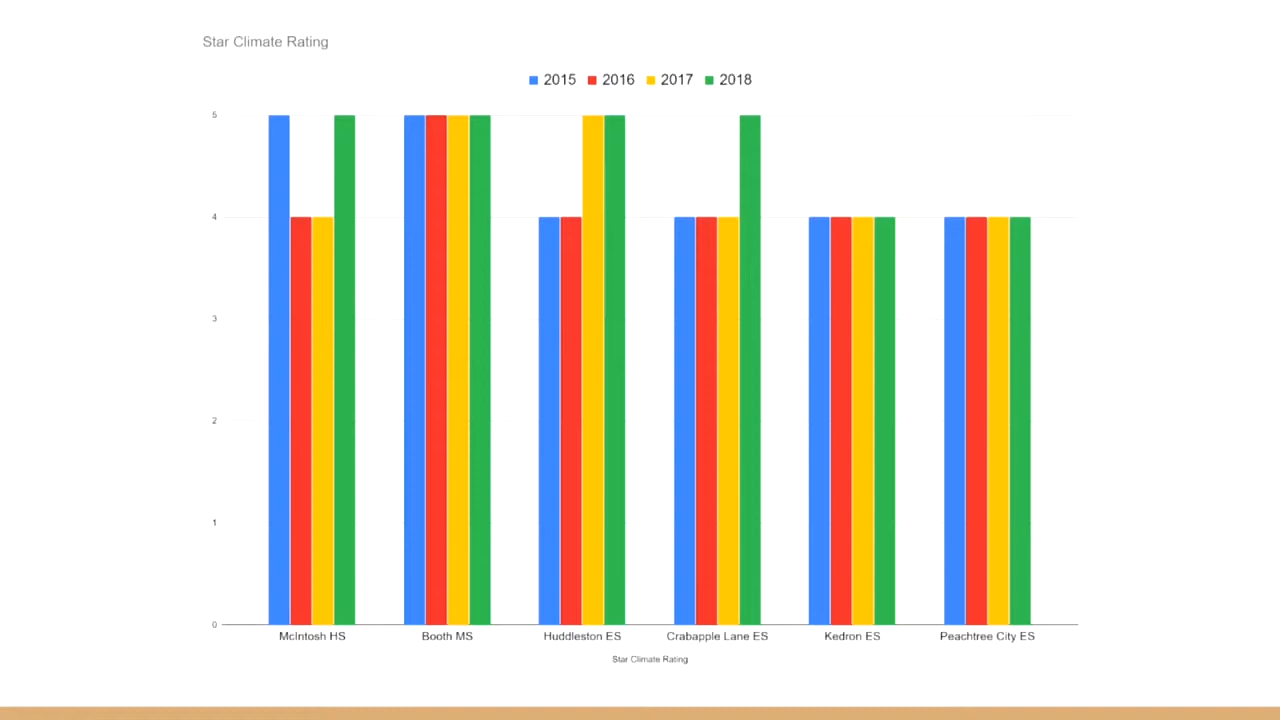 Star Climate Rating
2015 2016 2017 2018
5
4
3
2
1
0
McIntosh HS Booth MS Huddleston ES Crabapple Lane ES Kedron ES Peachtree City ES
Star Climate Rating